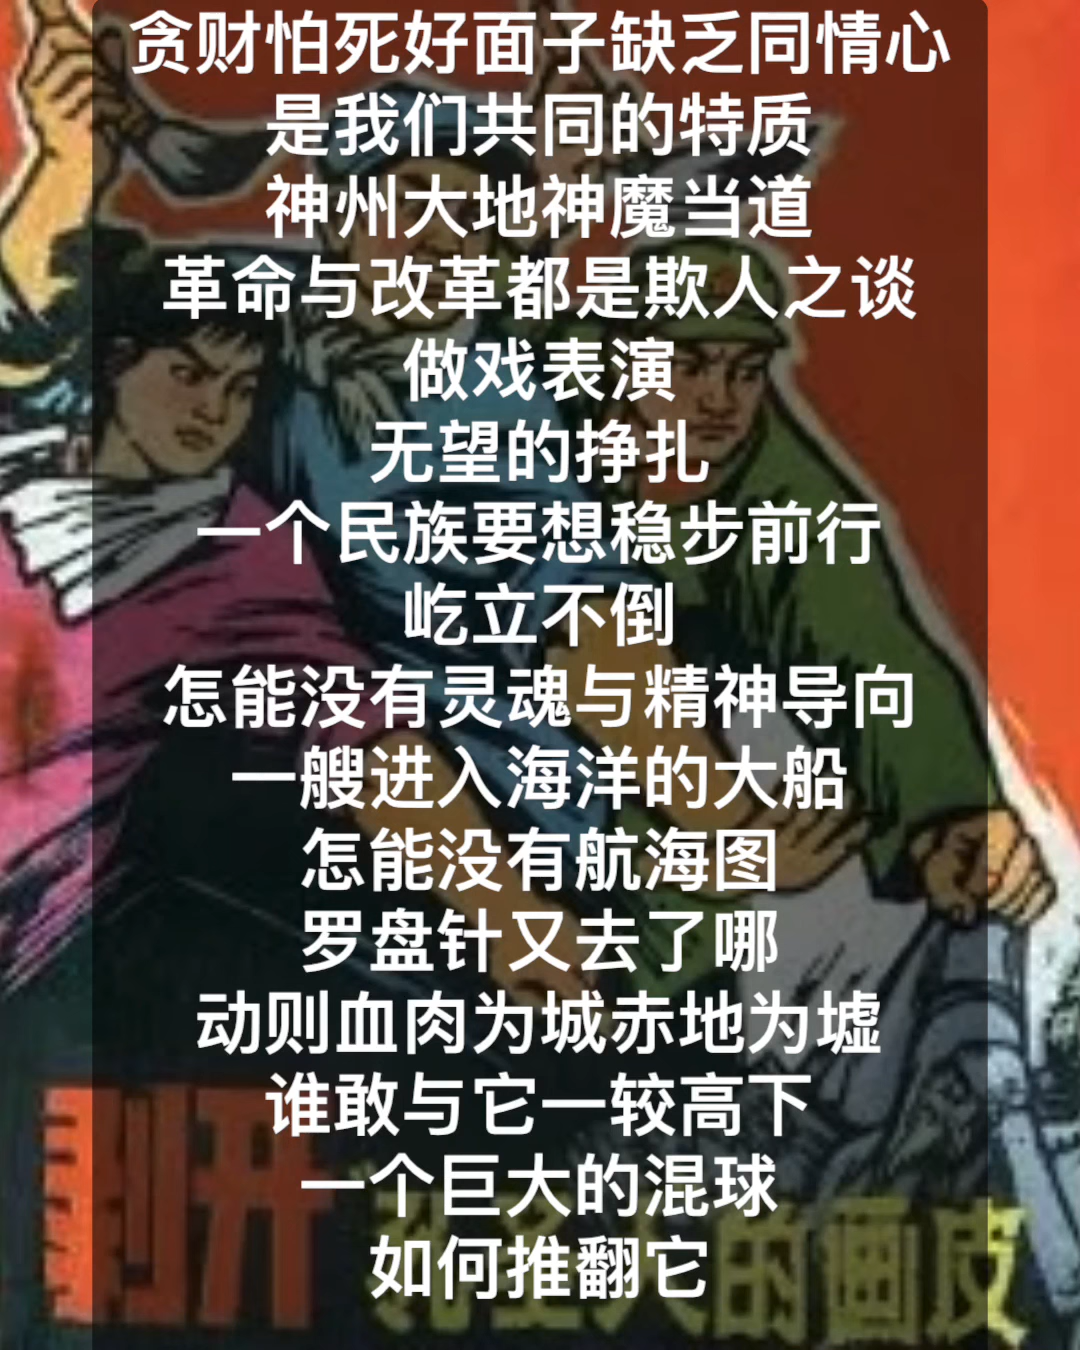 贪财怕死好面子缺乏同情心
是我们共同的特质
神州大地神魔当道
革命与改革都是欺人之谈
做戏表演
无望的挣扎
一个民族要想稳步前行
屹立不倒
怎能没有灵魂与精神导向
一艘进入海洋的大船
怎能没有航海图
罗盘针又去了哪
动则血肉为城赤地为墟
谁敢与它一较高下
一个巨大的混球
如何推翻它
剥开
孔圣人的画皮